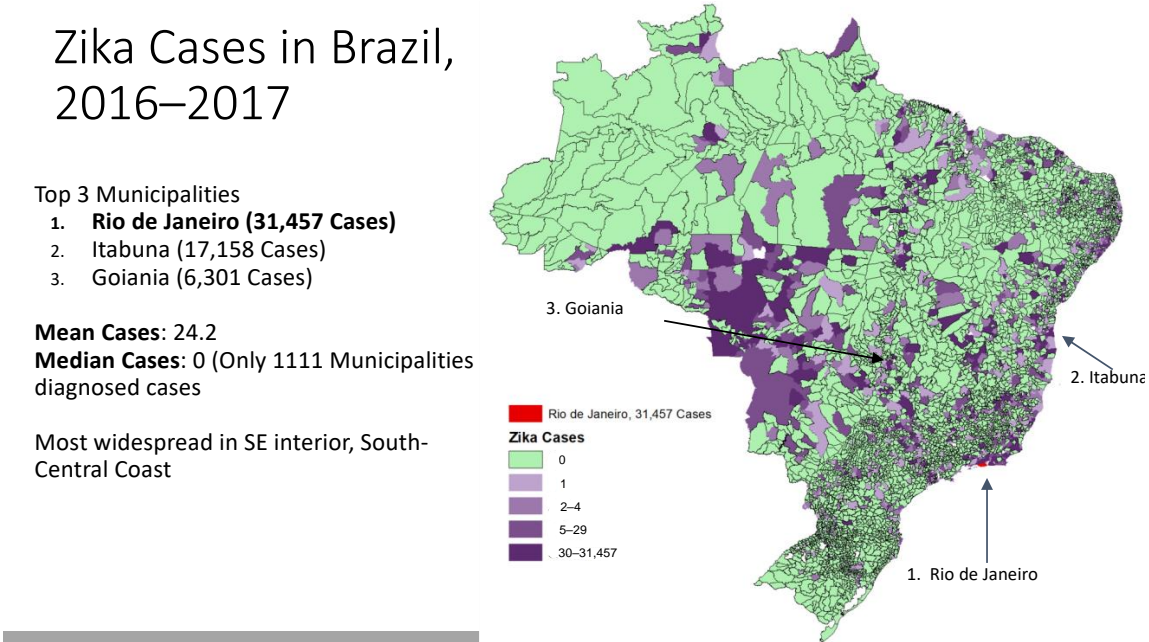 Zika Cases in Brazil,
2016–2017
Top 3 Municipalities
1. Rio de Janeiro (31,457 Cases)
2. Itabuna (17,158 Cases)
3. Goiania (6,301 Cases)
Mean Cases: 24.2
Median Cases: 0 (Only 1111 Municipalities
diagnosed cases
Most widespread in SE interior, South-
Central Coast
3. Goiania
2. Itabuna
Rio de Janeiro, 31,457 Cases
Zika Cases
0
1
2–4
5–29
30–31,457
1. Rio de Janeiro